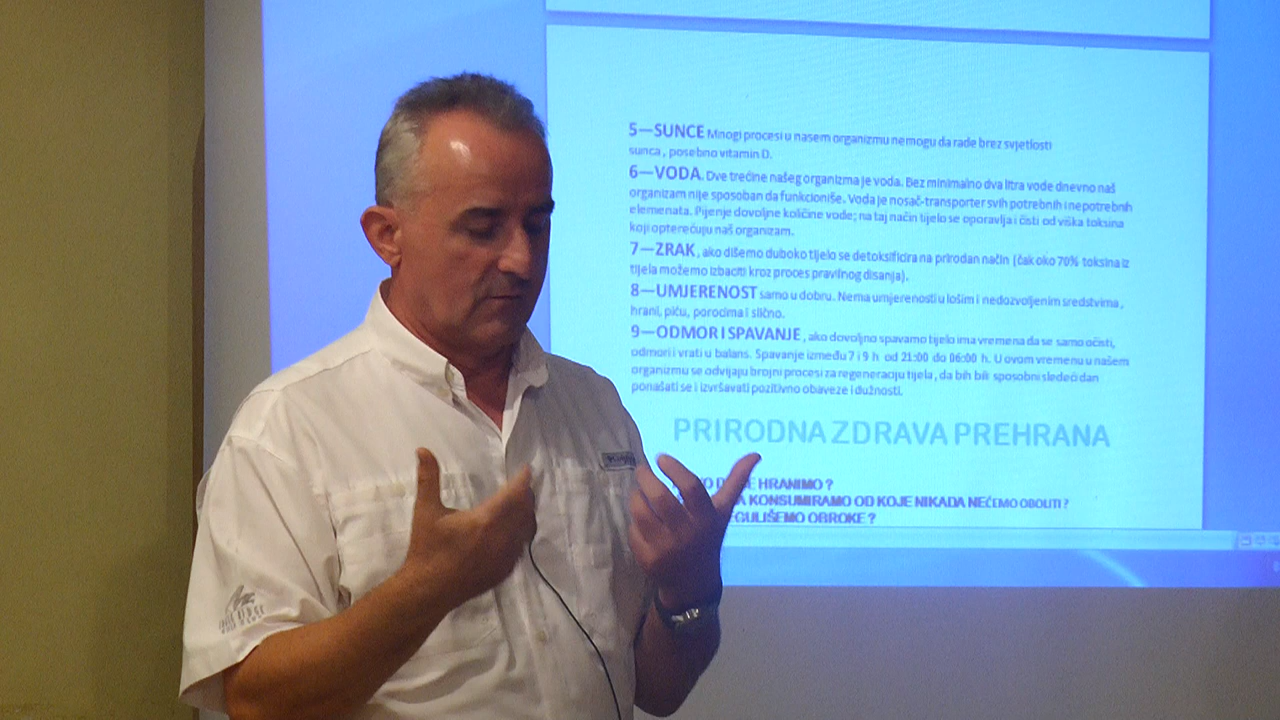 5—SUNCE Mnogi procesi u nasem organizmu nemogu da rade brez svjetlosti
sunca , posebno vitamin D.
6—VODA. Dve trećine našeg organizma je voda. Bez minimalno dva litra vode dnevno naš
organizam nije sposoban da funkcioniše. Voda je nosač-transporter svih potrebnih i nepotrebnih
elemenata. Pijenje dovoljne količine vode; na taj način tijelo se oporavlja i čisti od viška toksina
koji opterećuju naš organizam.
7—ZRAK , ako dišemo duboko tijelo se detoksificira na prirodan način (čak oko 70% toksina iz
tijela možemo izbaciti kroz proces pravilnog disanja).
8—UMJERENOST samo u dobru. Nema umjerenosti u lošim i nedozvoljenim sredstvima ,
hrani, piću, porocima i slično.
9—ODMOR I SPAVANJE , ako dovoljno spavamo tijelo ima vremena da se samo očisti,
odmori i vrati u balans. Spavanje između 7 i 9 h od 21:00 do 06:00 h. U ovom vremenu u našem
organizmu se odvijaju brojni procesi za regeneraciju tijela , da bih bili sposobni sledeći dan
ponašati se i izvršavati pozitivno obaveze i dužnosti.
PRIRODNA ZDRAVA PREHRANA
HRANIMO ?
KONSUMIRAMO OD KOJE NIKADA NEĆEMO OBOLITI ?
GULIŠEMO OBROKE ?